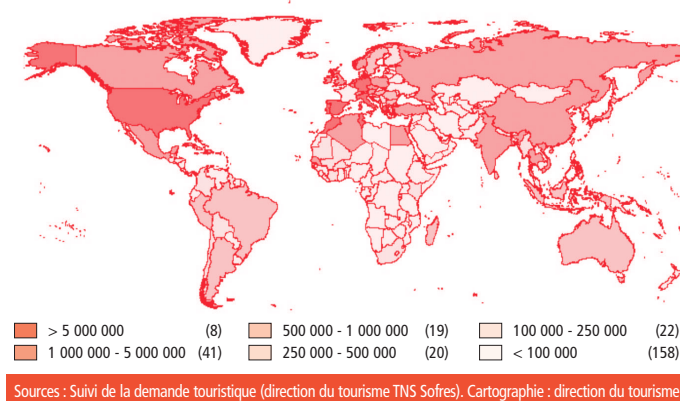 > 5 000 000 (8) 500 000 - 1 000 000 (19) 100 000 - 250 000 (22)
1 000 000 - 5 000 000 (41) 250 000 - 500 000 (20) < 100 000 (158)
Sources : Suivi de la demande touristique (direction du tourisme TNS Sofres). Cartographie : direction du tourisme